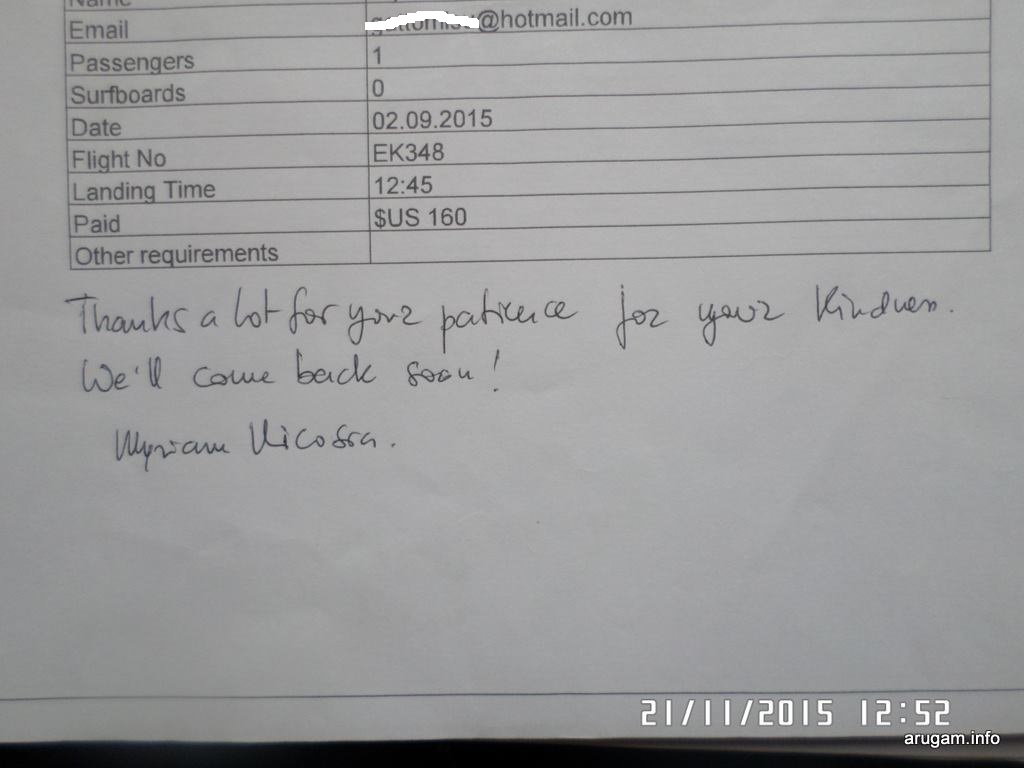 Name
Email @hotmail.com
Passengers 1
Surfboards 0
Date 02.09.2015
Flight No EK348
Landing Time 12:45
Paid $US 160
Other requirements
Thanks a lot for your patience for your Kindness.
We'll come back soon!
Myriam Nicosra.
21/11/2015 12:52
arugam.info